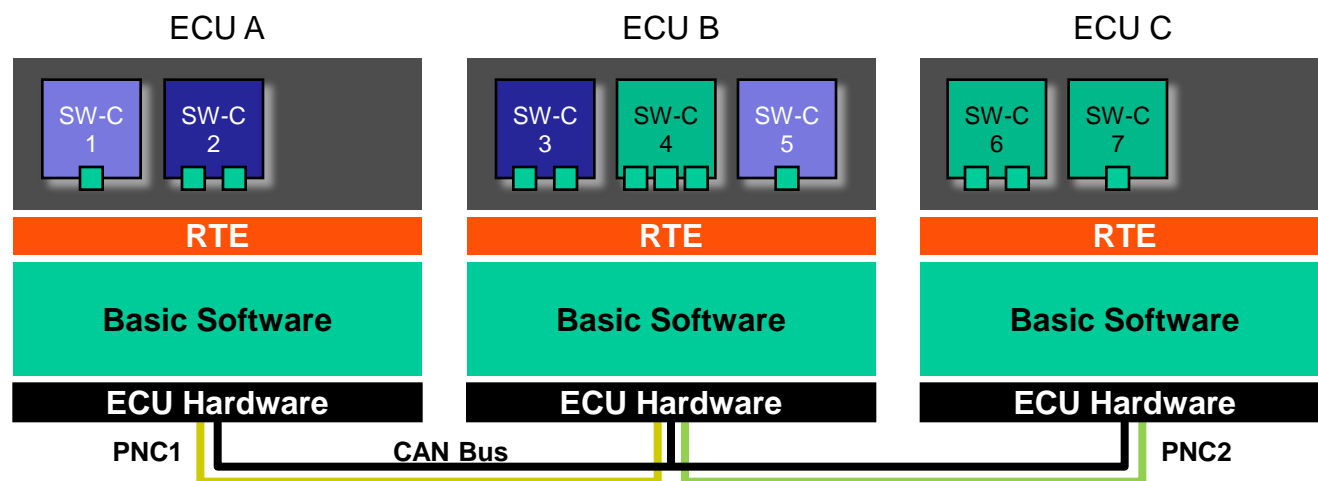 ECU A
ECU B
ECU C
SW-C
1
SW-C
2
SW-C
3
SW-C
4
SW-C
5
SW-C
6
SW-C
7
RTE
RTE
RTE
Basic Software
Basic Software
Basic Software
ECU Hardware
ECU Hardware
ECU Hardware
PNC1
CAN Bus
PNC2